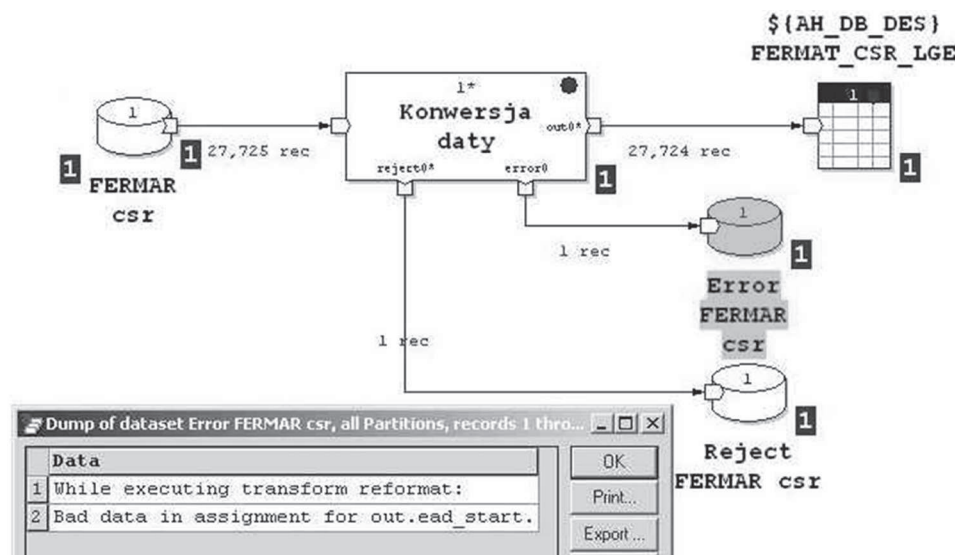 ${AH_DB_DES}
FERMAT_CSR_LGE
1
1*
Konwersja
daty
out0*
reject0*
error0
1
1
1
27,725 rec
FERMAR
csr
1
27,724 rec
1
1
1
1 rec
1
Error
FERMAR
csr
1 rec
1
1
Reject
FERMAR csr
Dump of dataset Error FERMAR csr, all Partitions, records 1 thro...
Data
1 While executing transform reformat:
2 Bad data in assignment for out.ead_start.
OK
Print...
Export ...